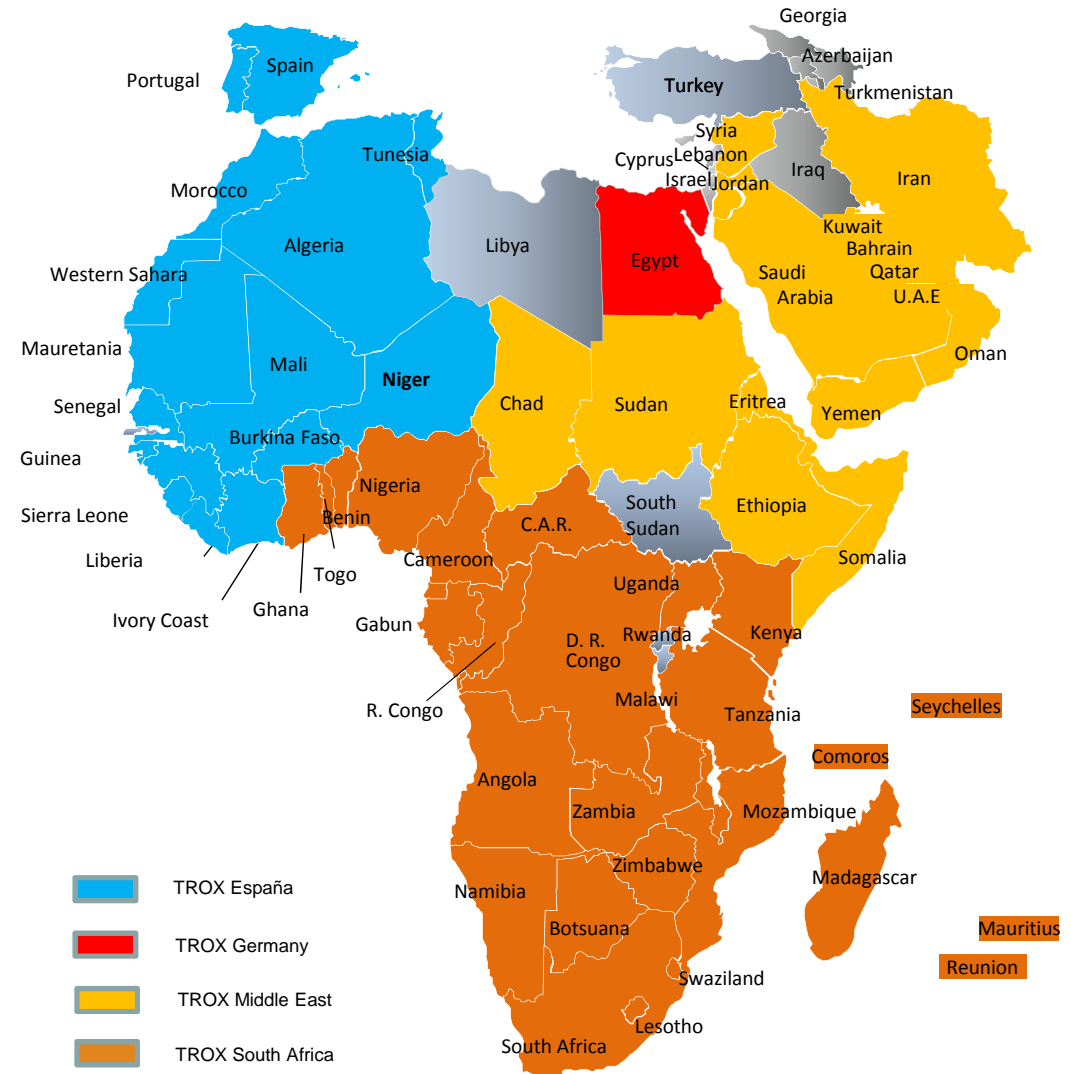 Georgia
Portugal
Spain
Azerbaijan
Turkey
Turkmenistan
Tunesia
Syria
Cyprus
Lebanon
Israel
Jordan
Iraq
Iran
Morocco
Algeria
Libya
Egypt
Kuwait
Bahrain
Qatar
Saudi
Arabia
U.A.E
Western Sahara
Oman
Mauretania
Mali
Niger
Chad
Sudan
Eritrea
Yemen
Senegal
Burkina Faso
Guinea
Nigeria
South
Sudan
Ethiopia
Sierra Leone
Benin
C.A.R.
Somalia
Liberia
Togo
Cameroon
Uganda
Ivory Coast
Ghana
Gabun
Rwanda
Kenya
D. R.
Congo
R. Congo
Malawi
Tanzania
Seychelles
Comoros
Angola
Zambia
Mozambique
Zimbabwe
Madagascar
Namibia
Botsuana
Mauritius
Reunion
Swaziland
Lesotho
South Africa
TROX España
TROX Germany
TROX Middle East
TROX South Africa